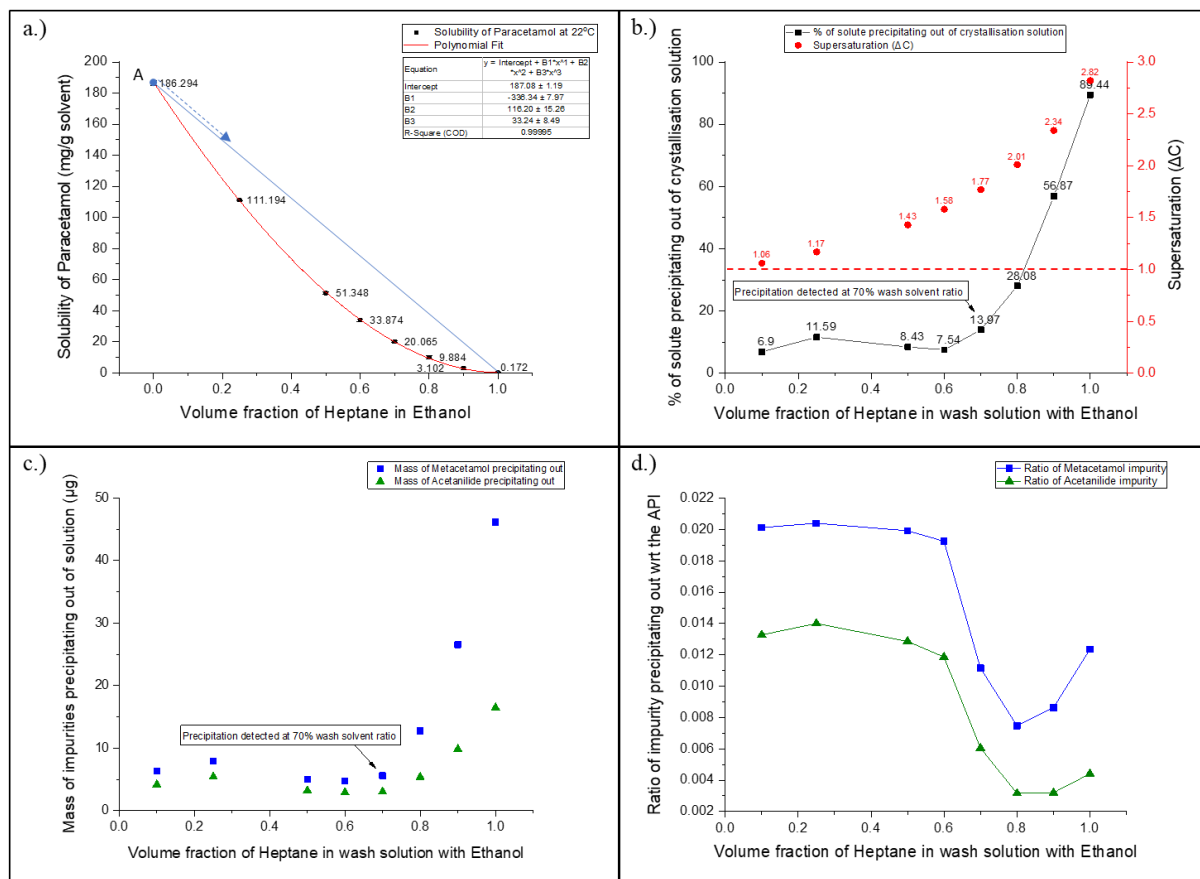 a.)
Solubility of Paracetamol at 22°C
Polynomial Fit
Equation y = Intercept + B1*x^1 + B2
*x^2 + B3*x^3
Intercept 187.08 ± 1.19
B1 -336.34 ± 7.97
B2 116.20 ± 15.26
B3 33.24 ± 8.49
R-Square (COD) 0.99995
A
186.294
111.194
51.348
33.874
20.065
9.884
3.102
0.172
200
180
160
140
120
100
80
60
40
20
0
0.0 0.2 0.4 0.6 0.8 1.0
Solubility of Paracetamol (mg/g solvent)
Volume fraction of Heptane in Ethanol
b.)
% of solute precipitating out of crystallisation solution
Supersaturation (ΔC)
2.82
89.44
2.34
2.01
1.77
56.87
1.58
1.43
1.17
1.06
28.08
Precipitation detected at 70% wash solvent ratio
13.97
11.59
8.43
7.54
6.9
100
80
60
40
20
0
3.0
2.5
2.0
1.5
1.0
0.5
0.0
0.0 0.2 0.4 0.6 0.8 1.0
% of solute precipitating out of crystallisation solution
Supersaturation (ΔC)
Volume fraction of Heptane in wash solution with Ethanol
c.)
Mass of Metacetamol precipitating out
Mass of Acetanilide precipitating out
Precipitation detected at 70% wash solvent ratio
50
40
30
20
10
0
0.0 0.1 0.2 0.3 0.4 0.5 0.6 0.7 0.8 0.9 1.0
Mass of impurities precipitating out of solution (µg)
Volume fraction of Heptane in wash solution with Ethanol
d.)
Ratio of Metacetamol impurity
Ratio of Acetanilide impurity
0.022
0.020
0.018
0.016
0.014
0.012
0.010
0.008
0.006
0.004
0.002
0.0 0.2 0.4 0.6 0.8 1.0
Ratio of impurity precipitating out wrt the API
Volume fraction of Heptane in wash solution with Ethanol